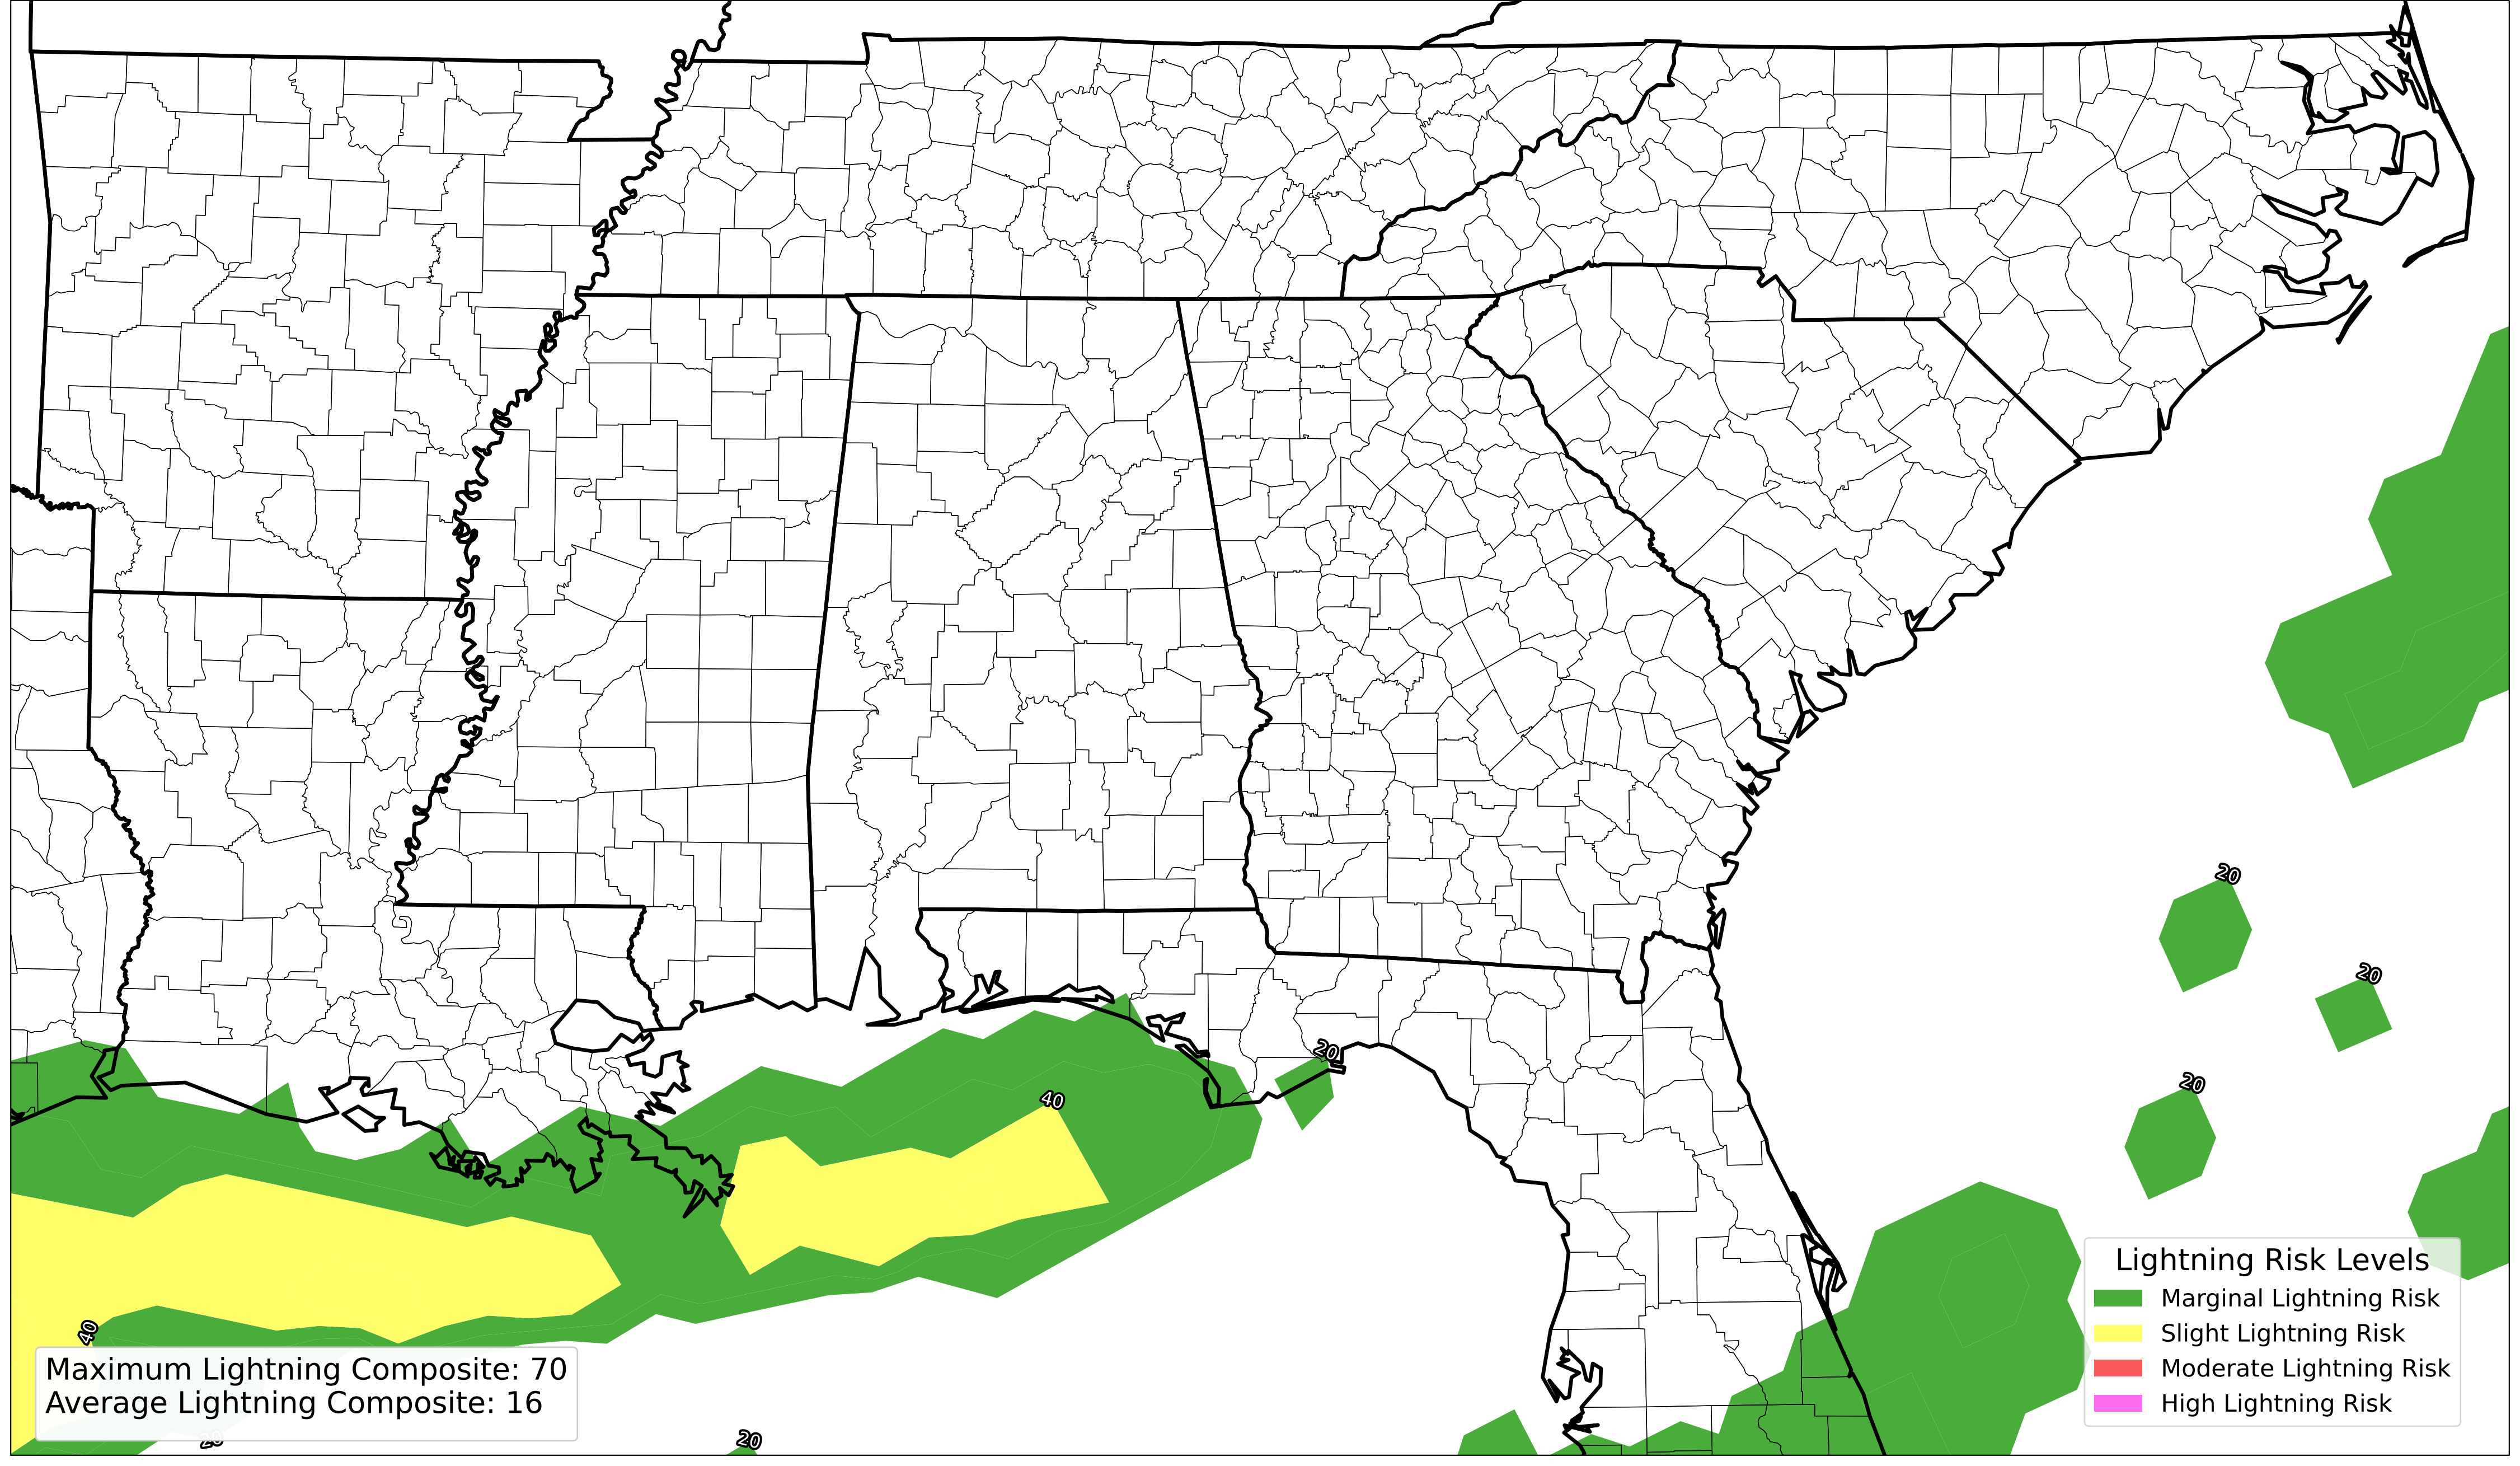 20
20
20
20
40
40
Lightning Risk Levels
Marginal Lightning Risk
Slight Lightning Risk
Moderate Lightning Risk
High Lightning Risk
Maximum Lightning Composite: 70
Average Lightning Composite: 16
20
20